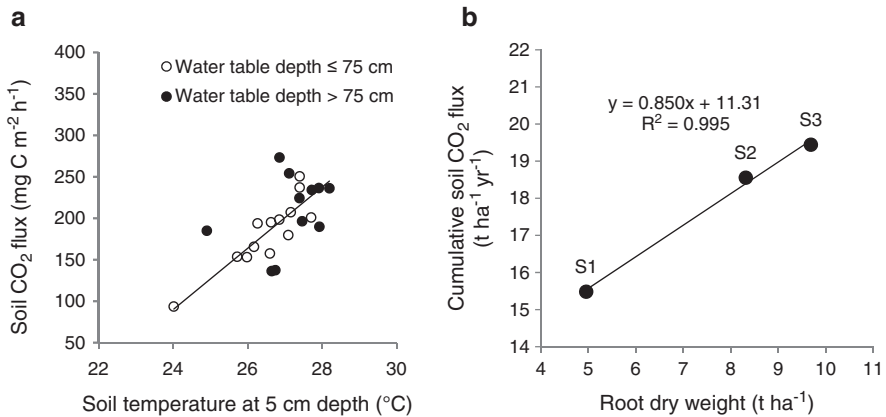 a
Soil CO2 flux (mg C m-2 h-1)
400
350
300
250
200
150
100
50
Water table depth ≤ 75 cm
Water table depth > 75 cm
22
24
26
28
30
Soil temperature at 5 cm depth (°C)
b
Cumulative soil CO2 flux
(t ha-1 yr-1)
22
21
20
19
18
17
16
15
14
y = 0.850x + 11.31
R2 = 0.995
S1
S2
S3
4
5
6
7
8
9
10
11
Root dry weight (t ha-1)